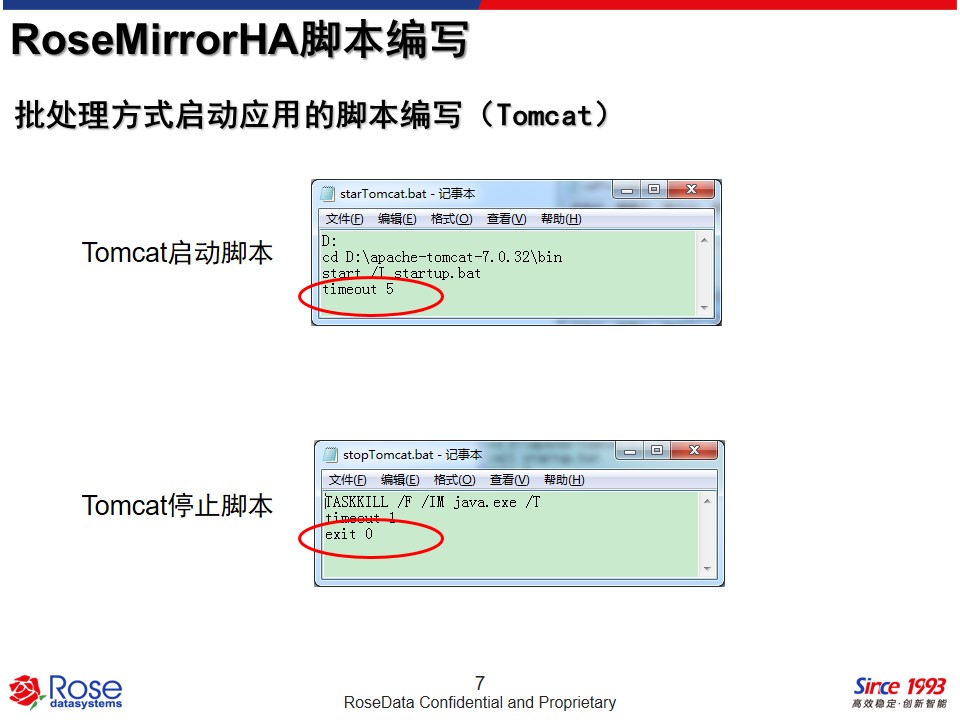 RoseMirrorHA脚本编写
批处理方式启动应用的脚本编写（Tomcat）
Tomcat启动脚本
starTomcat.bat - 记事本
文件(F) 编辑(E) 格式(O) 查看(V) 帮助(H)
D:
cd D:\apache-tomcat-7.0.32\bin
start /I startup.bat
timeout 5
Tomcat停止脚本
stopTomcat.bat - 记事本
文件(F) 编辑(E) 格式(O) 查看(V) 帮助(H)
TASKKILL /F /IM java.exe /T
timeout 1
exit 0
Rose
datasystems
7
RoseData Confidential and Proprietary
Since 1993
高效稳定·创新智能